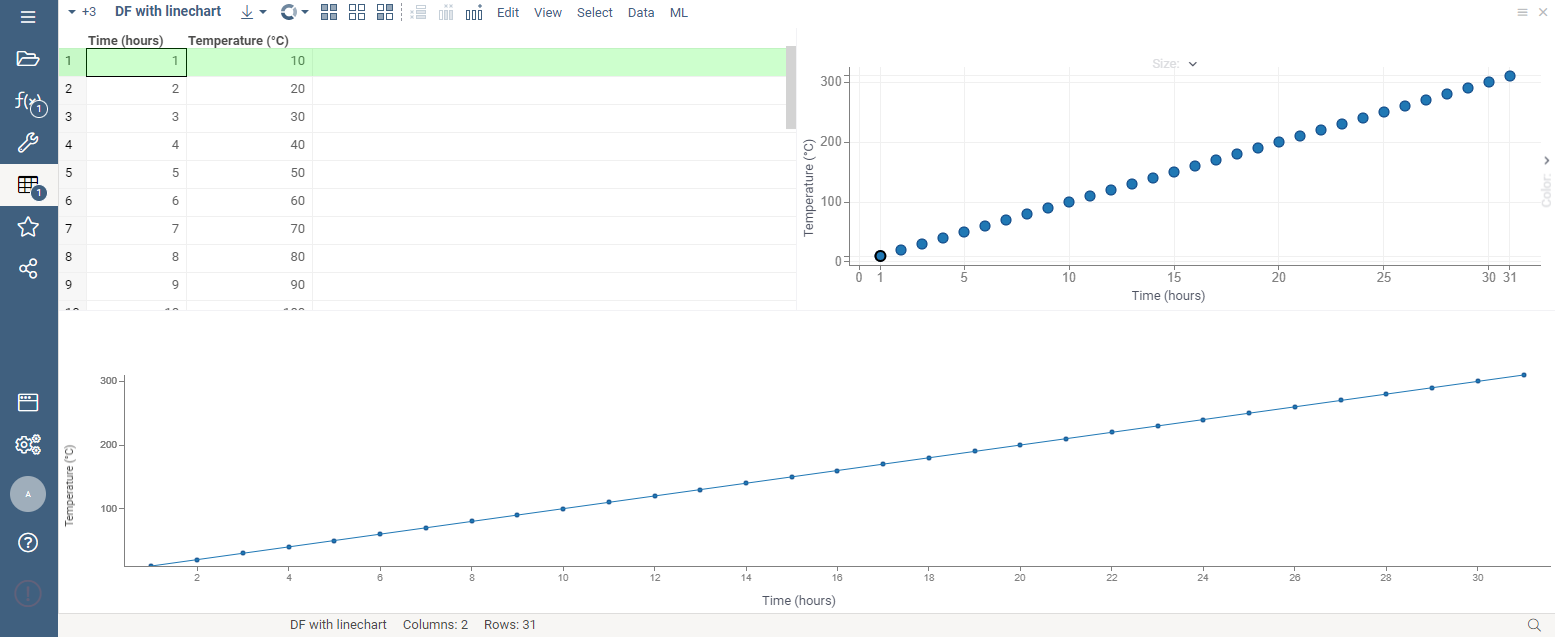 +3 DF with linechart Edit View Select Data ML
f(x) 1
1
A
Time (hours) Temperature (°C)
1 1 10
2 2 20
3 3 30
4 4 40
5 5 50
6 6 60
7 7 70
8 8 80
9 9 90
Size:
300
200
100
0
Temperature (°C)
0 1 5 10 15 20 25 30 31
Time (hours)
Color:
300
200
100
Temperature (°C)
2 4 6 8 10 12 14 16 18 20 22 24 26 28 30
Time (hours)
DF with linechart Columns: 2 Rows: 31